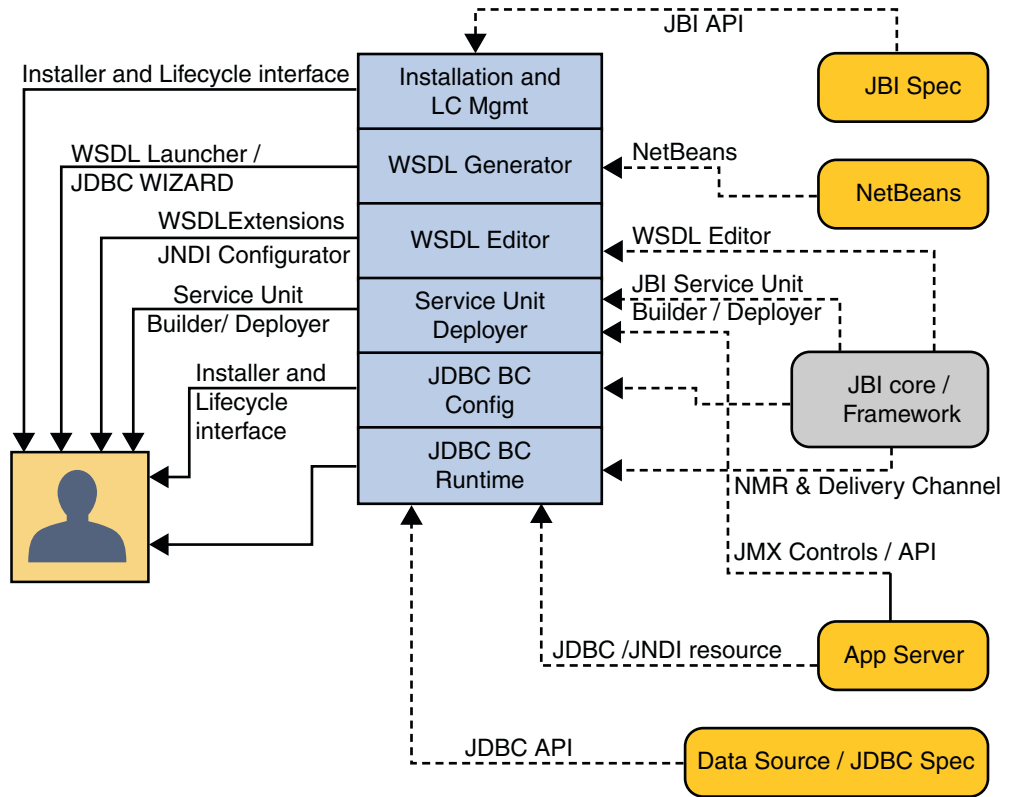 JBI API
Installer and Lifecycle interface
Installation and
LC Mgmt
JBI Spec
WSDL Launcher /
JDBC WIZARD
WSDL Generator
NetBeans
NetBeans
WSDLExtensions
JNDI Configurator
WSDL Editor
WSDL Editor
Service Unit
Builder/ Deployer
Service Unit
Deployer
JBI Service Unit
Builder / Deployer
Installer and
Lifecycle
interface
JDBC BC
Config
JBI core /
Framework
JDBC BC
Runtime
NMR & Delivery Channel
JMX Controls / API
JDBC /JNDI resource
App Server
JDBC API
Data Source / JDBC Spec